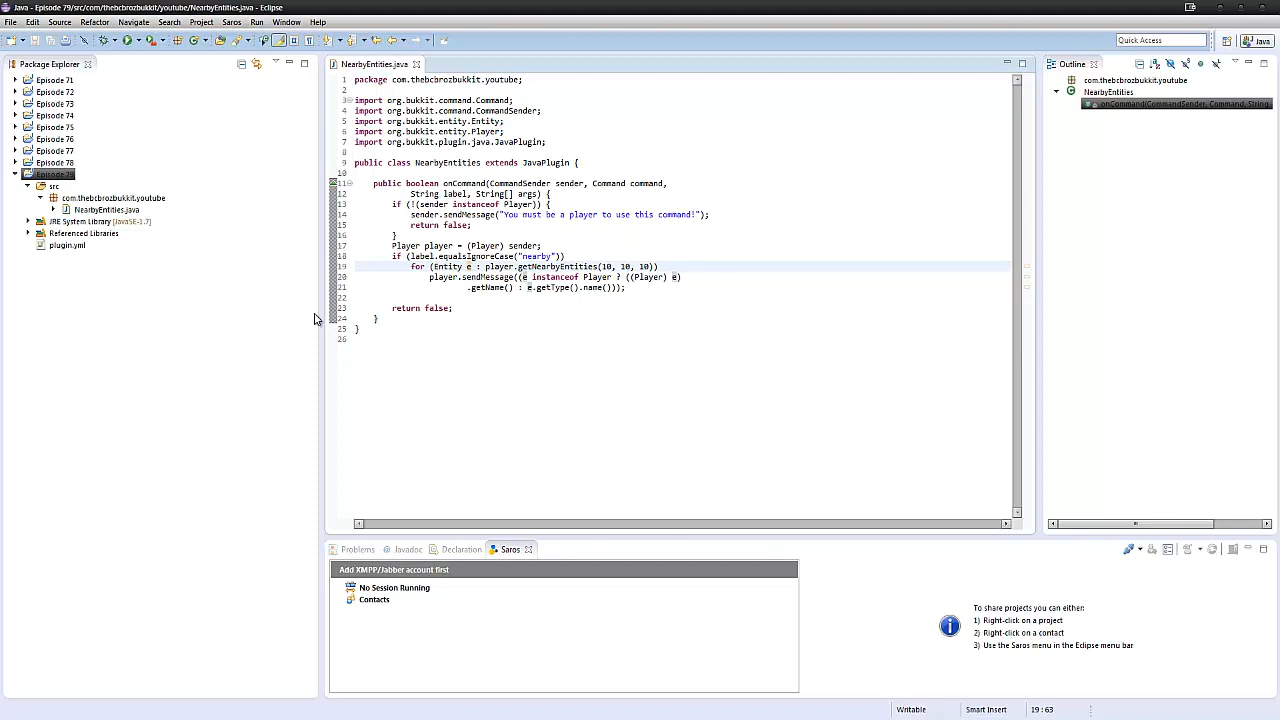 Java - Episode 79/src/com/thebcbrozbukkit/youtube/NearbyEntities.java - Eclipse
File Edit Source Refactor Navigate Search Project Saros Run Window Help
Quick Access
Java
Package Explorer
Episode 71
Episode 72
Episode 73
Episode 74
Episode 75
Episode 76
Episode 77
Episode 78
Episode 79
src
com.thebcbrozbukkit.youtube
NearbyEntities.java
JRE System Library [JavaSE-1.7]
Referenced Libraries
plugin.yml
NearbyEntities.java
1 package com.thebcbrozbukkit.youtube;
2
3 import org.bukkit.command.Command;
4 import org.bukkit.command.CommandSender;
5 import org.bukkit.entity.Entity;
6 import org.bukkit.entity.Player;
7 import org.bukkit.plugin.java.JavaPlugin;
8
9 public class NearbyEntities extends JavaPlugin {
10
11 public boolean onCommand(CommandSender sender, Command command,
12 String label, String[] args) {
13 if (!(sender instanceof Player)) {
14 sender.sendMessage("You must be a player to use this command!");
15 return false;
16 }
17 Player player = (Player) sender;
18 if (label.equalsIgnoreCase("nearby"))
19 for (Entity e : player.getNearbyEntities(10, 10, 10))
20 player.sendMessage((e instanceof Player ? ((Player) e)
21 .getName() : e.getType().name()));
22
23 return false;
24 }
25 }
26
Outline
com.thebcbrozbukkit.youtube
NearbyEntities
onCommand(CommandSender, Command, String
Problems @ Javadoc Declaration Saros
Add XMPP/Jabber account first
No Session Running
Contacts
To share projects you can either:
1) Right-click on a project
2) Right-click on a contact
3) Use the Saros menu in the Eclipse menu bar
Writable Smart Insert 19 : 63